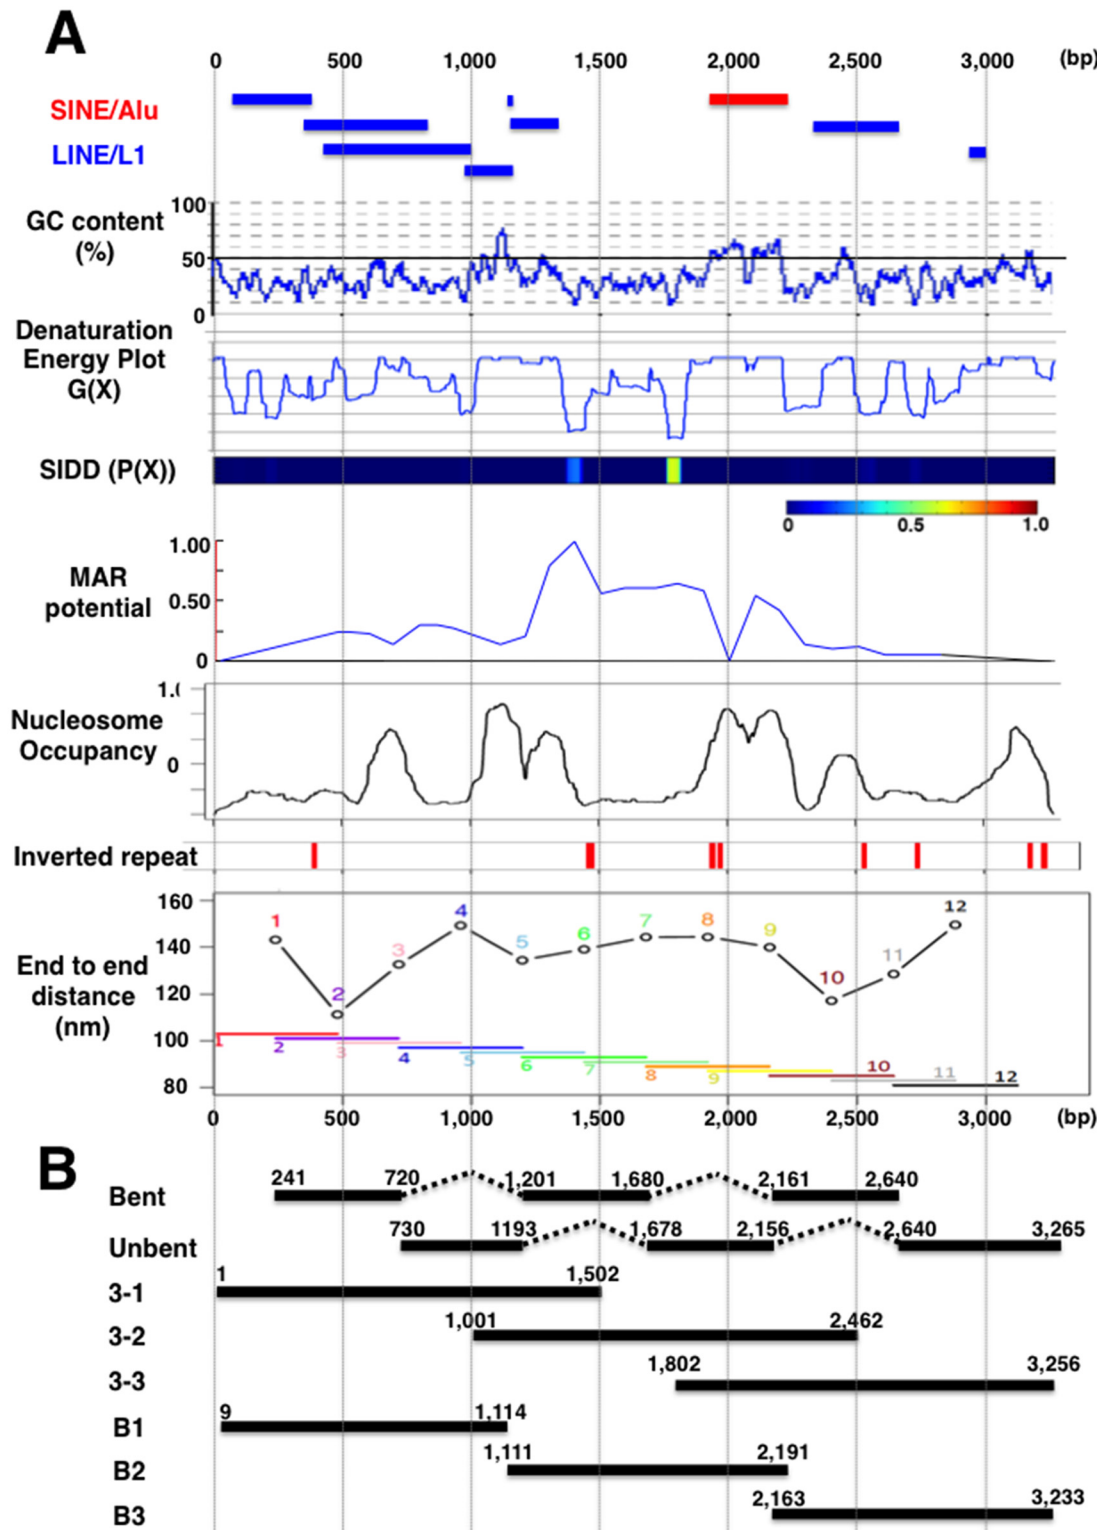 A
0 500 1,000 1,500 2,000 2,500 3,000 (bp)
SINE/Alu
LINE/L1
GC content
(%)
100
50
0
Denaturation
Energy Plot
G(X)
SIDD (P(X))
0 0.5 1.0
MAR
potential
1.00
0.50
0
Nucleosome
Occupancy
1.(
0
Inverted repeat
End to end
distance
(nm)
160
140
120
100
80
1 2 3 4 5 6 7 8 9 10 11 12
1 2 3 4 5 6 7 8 9 10 11 12
0 500 1,000 1,500 2,000 2,500 3,000 (bp)
B
Bent 241 720 1,201 1,680 2,161 2,640
Unbent 730 1193 1,678 2,156 2,640 3,265
3-1 1 1,502
3-2 1,001 2,462
3-3 1,802 3,256
B1 9 1,114
B2 1,111 2,191
B3 2,163 3,233